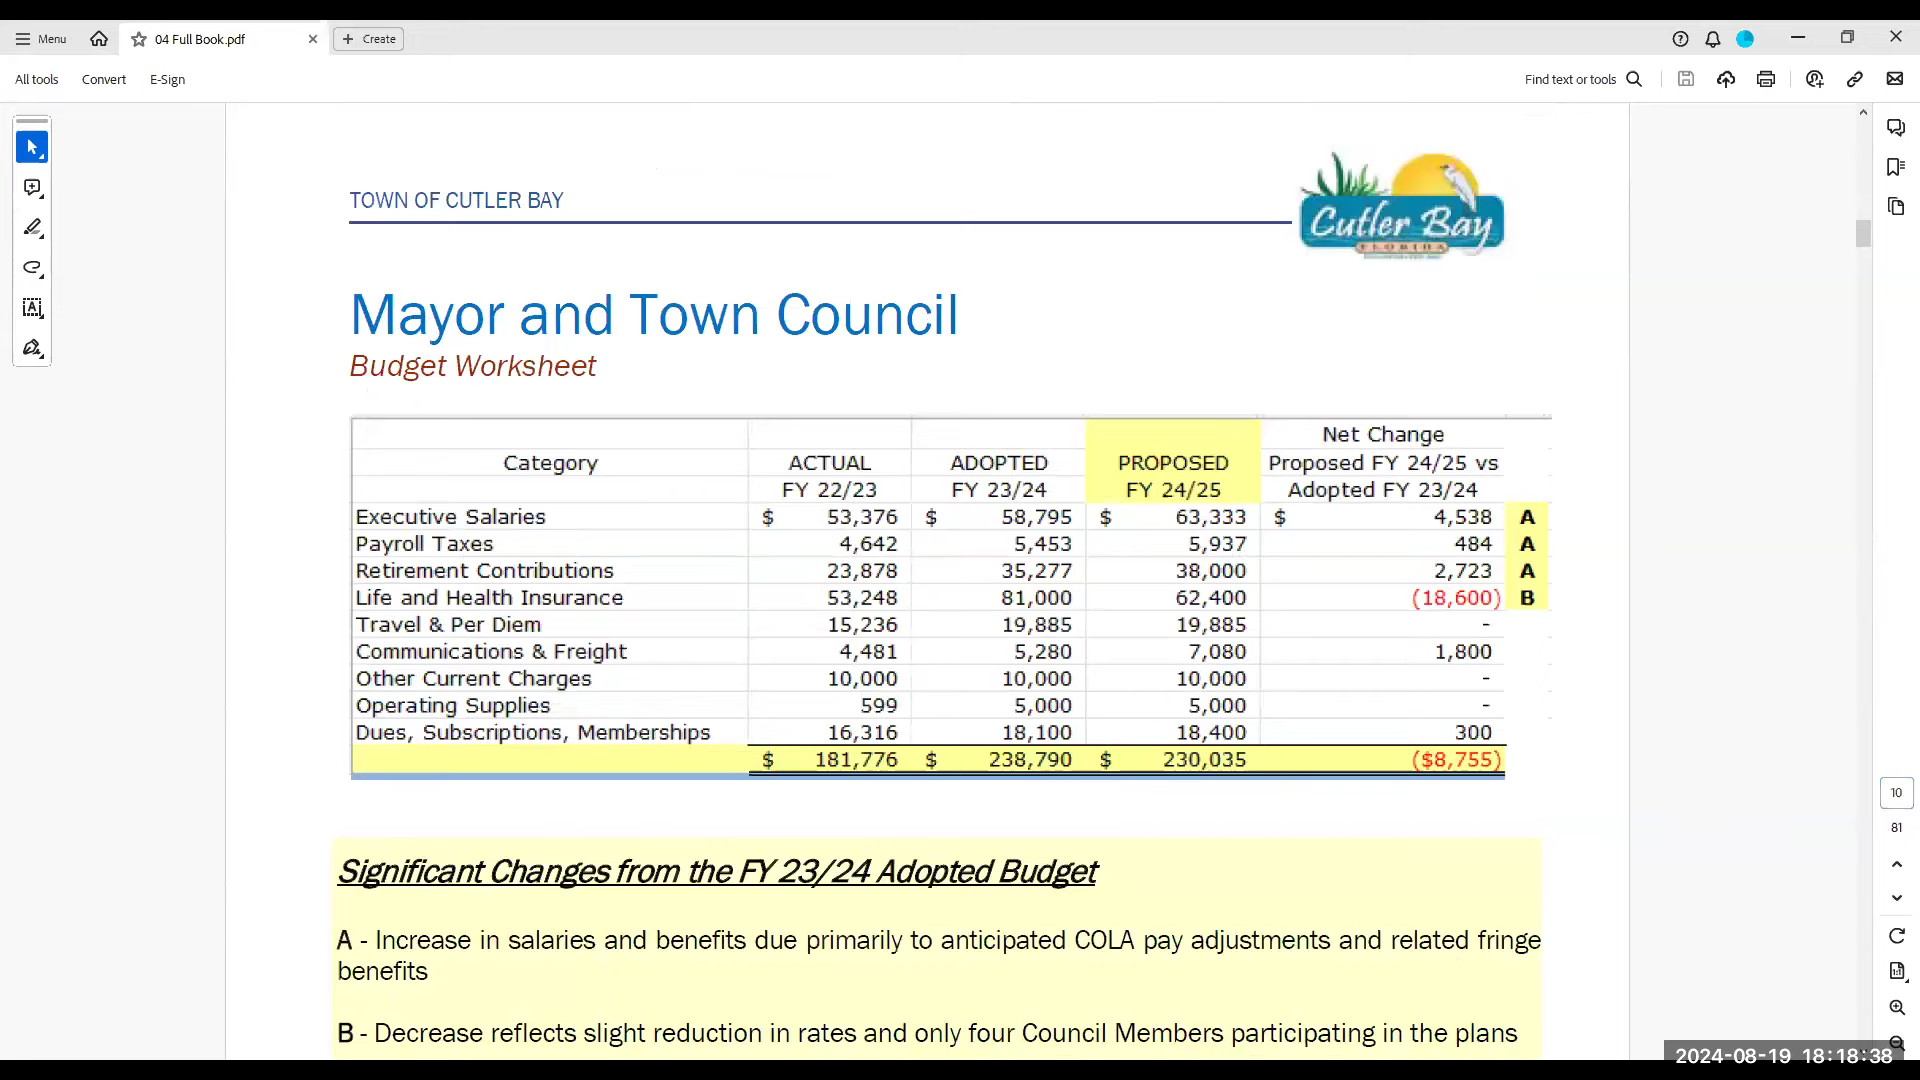 Menu
04 Full Book.pdf
Create
All tools
Convert
E-Sign
Find text or tools
TOWN OF CUTLER BAY
Cutler Bay
FLORIDA
Mayor and Town Council
Budget Worksheet
Net Change
Category ACTUAL ADOPTED PROPOSED Proposed FY 24/25 vs
FY 22/23 FY 23/24 FY 24/25 Adopted FY 23/24
Executive Salaries $ 53,376 $ 58,795 $ 63,333 $ 4,538 A
Payroll Taxes 4,642 5,453 5,937 484 A
Retirement Contributions 23,878 35,277 38,000 2,723 A
Life and Health Insurance 53,248 81,000 62,400 (18,600) B
Travel & Per Diem 15,236 19,885 19,885 -
Communications & Freight 4,481 5,280 7,080 1,800
Other Current Charges 10,000 10,000 10,000 -
Operating Supplies 599 5,000 5,000 -
Dues, Subscriptions, Memberships 16,316 18,100 18,400 300
$ 181,776 $ 238,790 $ 230,035 ($8,755)
Significant Changes from the FY 23/24 Adopted Budget
A - Increase in salaries and benefits due primarily to anticipated COLA pay adjustments and related fringe
benefits
B - Decrease reflects slight reduction in rates and only four Council Members participating in the plans
10
81
2024-08-19 18:18:38